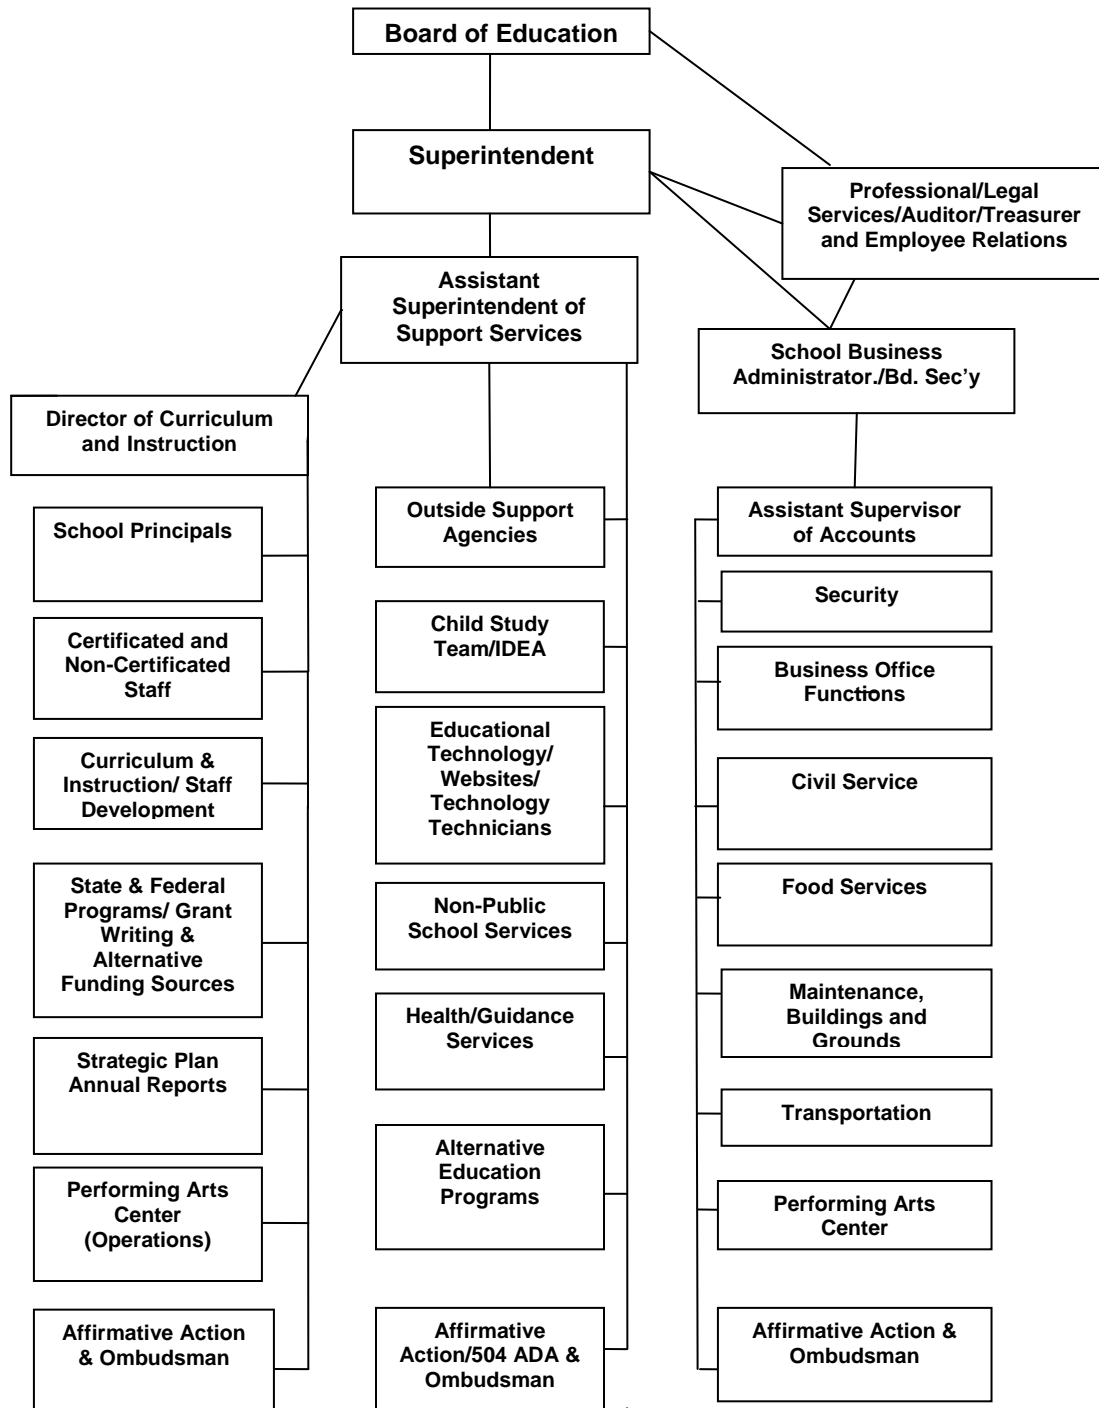 Board of Education
Superintendent
Professional/Legal
Services/Auditor/Treasurer
and Employee Relations
Assistant
Superintendent of
Support Services
School Business
Administrator./Bd. Sec’y
Director of Curriculum
and Instruction
School Principals
Certificated and
Non-Certificated
Staff
Curriculum &
Instruction/ Staff
Development
State & Federal
Programs/ Grant
Writing &
Alternative
Funding Sources
Strategic Plan
Annual Reports
Performing Arts
Center
(Operations)
Affirmative Action
& Ombudsman
Outside Support
Agencies
Child Study
Team/IDEA
Educational
Technology/
Websites/
Technology
Technicians
Non-Public
School Services
Health/Guidance
Services
Alternative
Education
Programs
Affirmative
Action/504 ADA &
Ombudsman
Assistant Supervisor
of Accounts
Security
Business Office
Functions
Civil Service
Food Services
Maintenance,
Buildings and
Grounds
Transportation
Performing Arts
Center
Affirmative Action &
Ombudsman